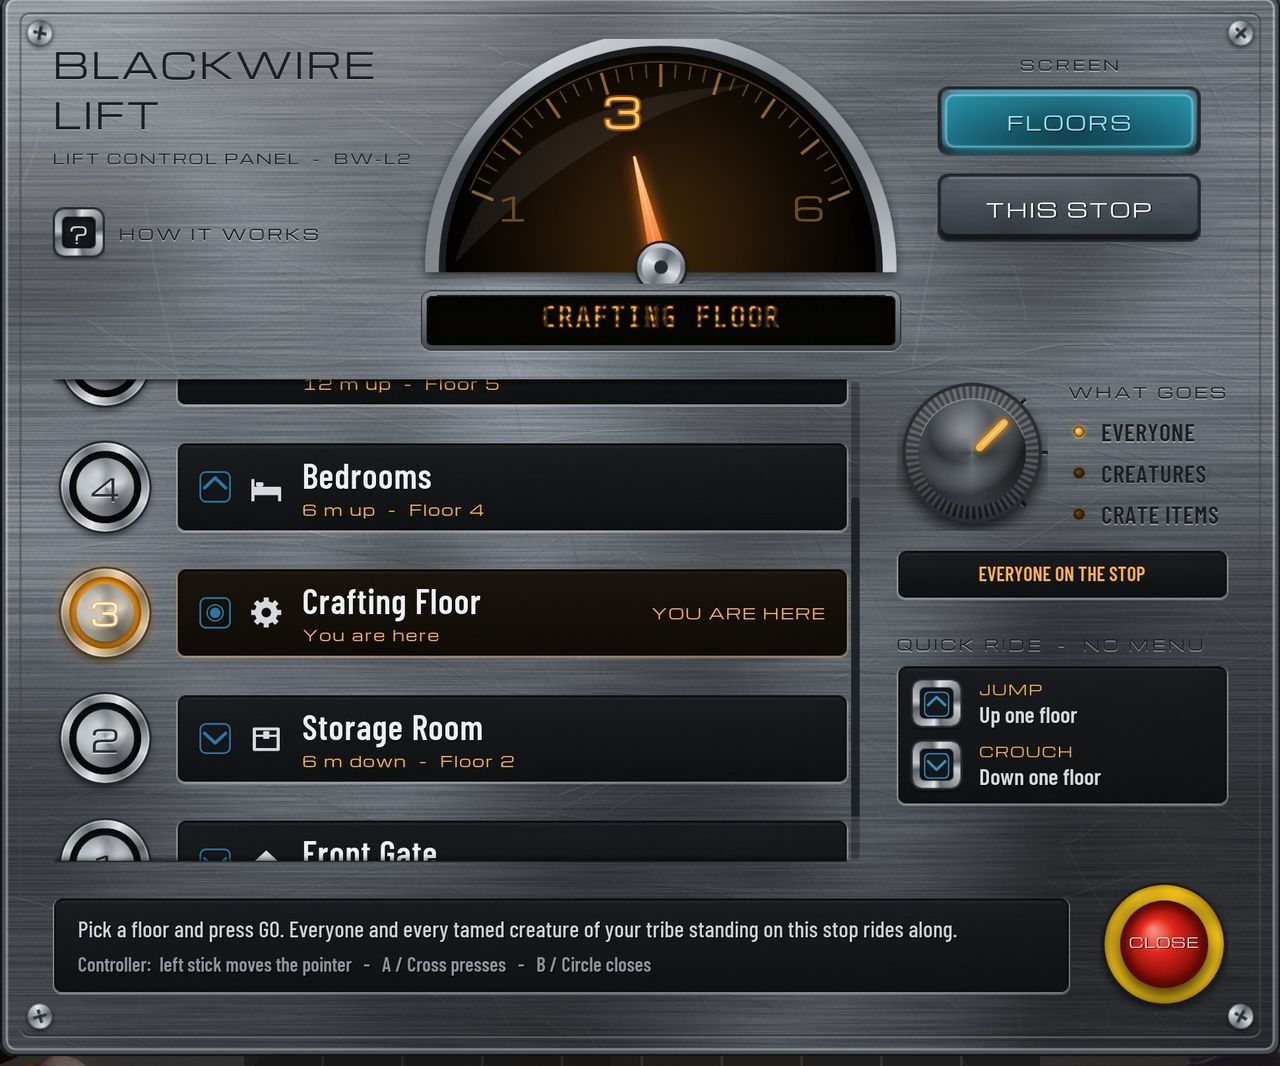 BLACKWIRE
LIFT
LIFT CONTROL PANEL - BW-L2
? HOW IT WORKS
1
3
6
CRAFTING FLOOR
SCREEN
FLOORS
THIS STOP
12 m up - Floor 5
4
Bedrooms
6 m up - Floor 4
3
Crafting Floor
You are here
YOU ARE HERE
2
Storage Room
6 m down - Floor 2
1
Front Gate
WHAT GOES
EVERYONE
CREATURES
CRATE ITEMS
EVERYONE ON THE STOP
QUICK RIDE - NO MENU
JUMP
Up one floor
CROUCH
Down one floor
Pick a floor and press GO. Everyone and every tamed creature of your tribe standing on this stop rides along.
Controller: left stick moves the pointer - A / Cross presses - B / Circle closes
CLOSE